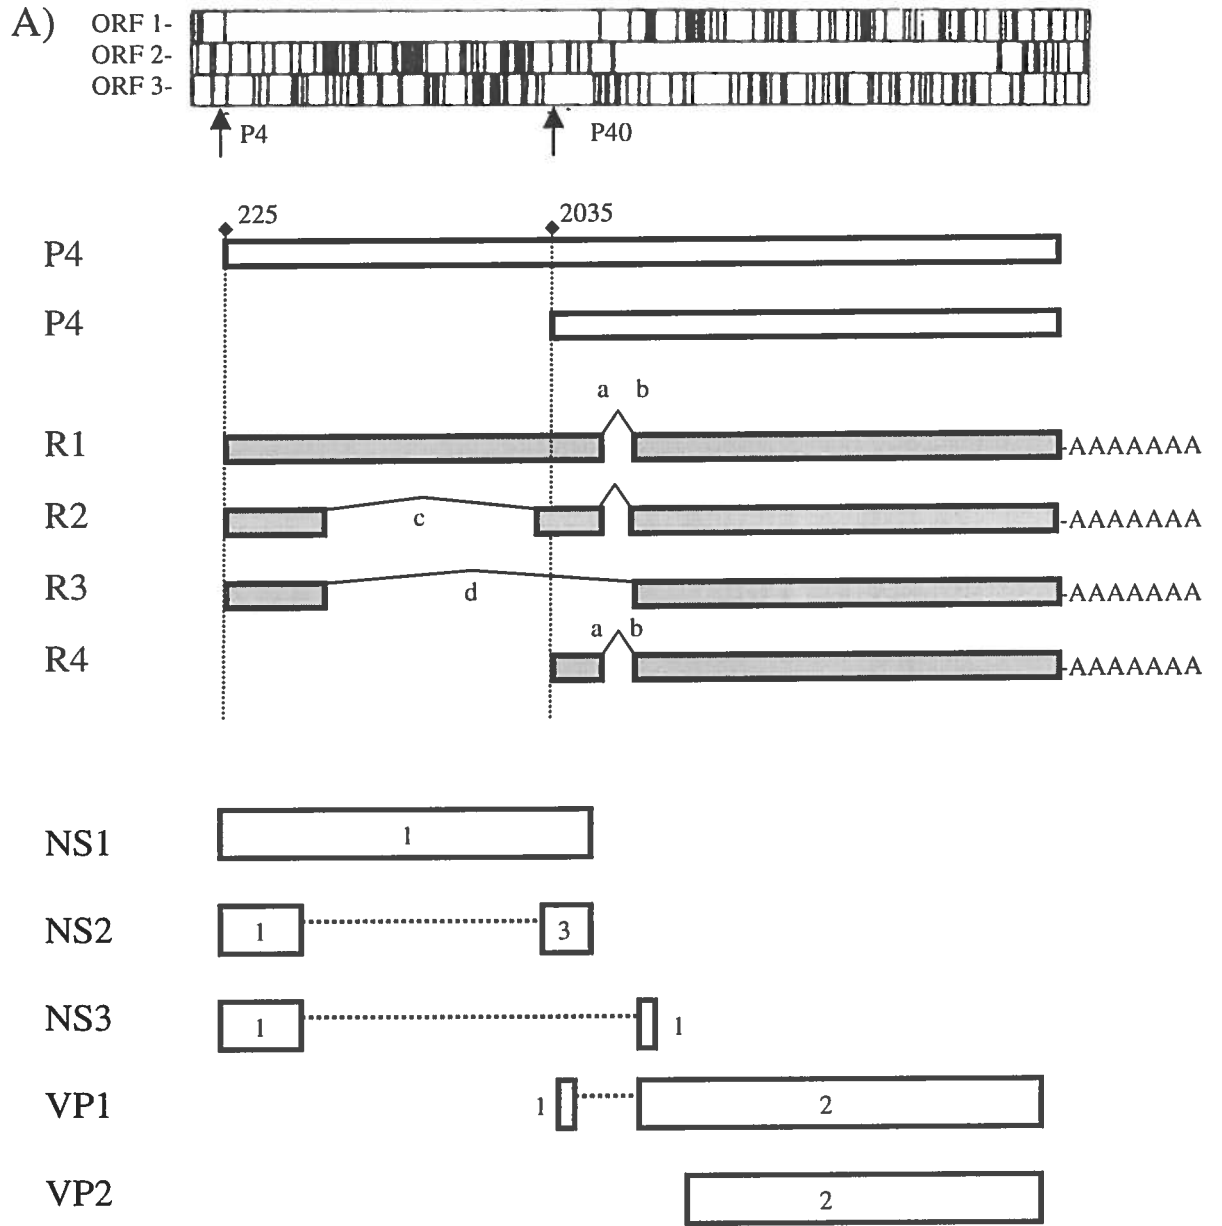 A)
ORF 1-
ORF 2-
ORF 3-
P4
P40
225
2035
P4
P4
a b
R1
-AAAAAAA
R2
c
-AAAAAAA
R3
d
-AAAAAAA
a b
R4
-AAAAAAA
NS1
1
NS2
1
3
NS3
1
1
VP1
1
2
VP2
2